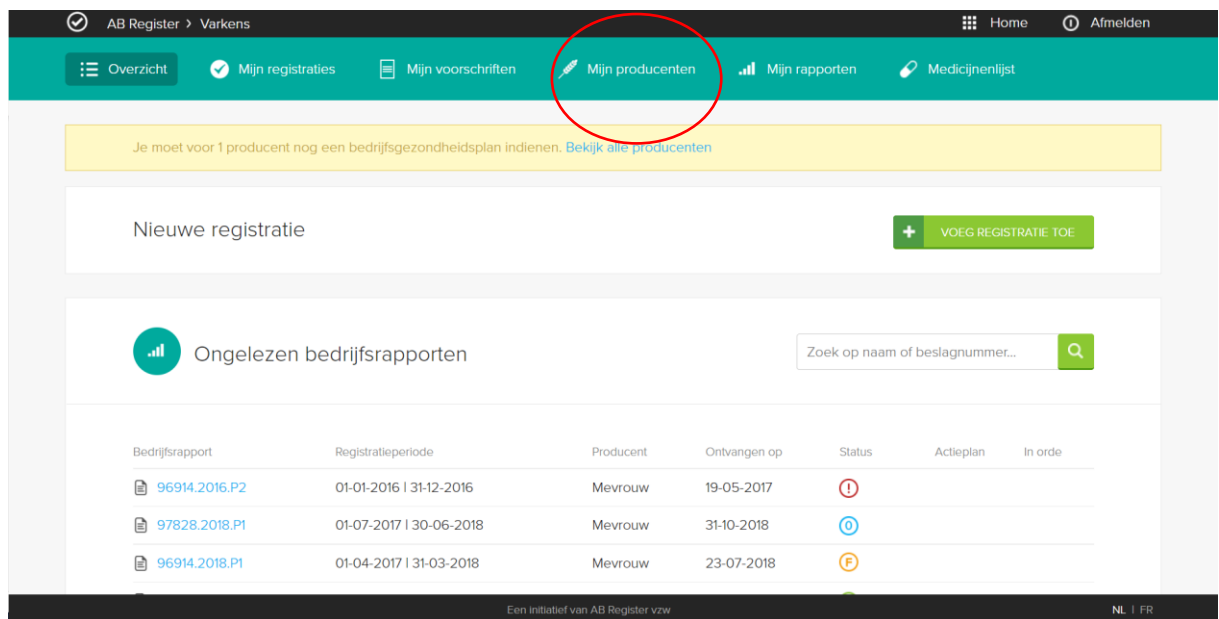 AB Register > Varkens Home Afmelden
Overzicht Mijn registraties Mijn voorschriften Mijn producenten Mijn rapporten Medicijnenlijst
Je moet voor 1 producent nog een bedrijfsgezondheidsplan indienen. Bekijk alle producenten
Nieuwe registratie
+ VOEG REGISTRATIE TOE
Ongelezen bedrijfsrapporten
Zoek op naam of beslagnummer...
Bedrijfsrapport Registratieperiode Producent Ontvangen op Status Actieplan In orde
96914.2016.P2 01-01-2016 | 31-12-2016 Mevrouw 19-05-2017 !
97828.2018.P1 01-07-2017 | 30-06-2018 Mevrouw 31-10-2018 0
96914.2018.P1 01-04-2017 | 31-03-2018 Mevrouw 23-07-2018 F
Een initiatief van AB Register vzw NL | FR